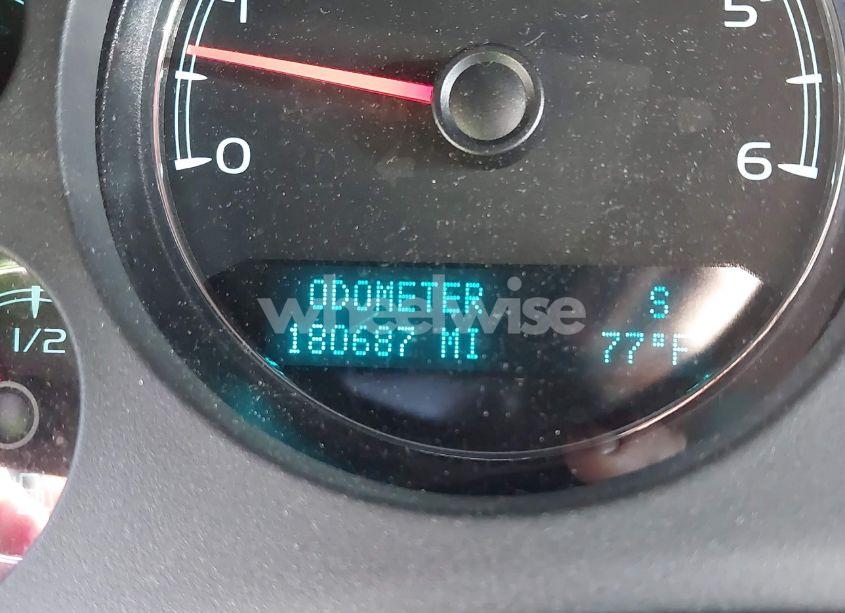 1 5
0 6
ODOMETER S
wheelwise
180687 MI 77°F
1/2